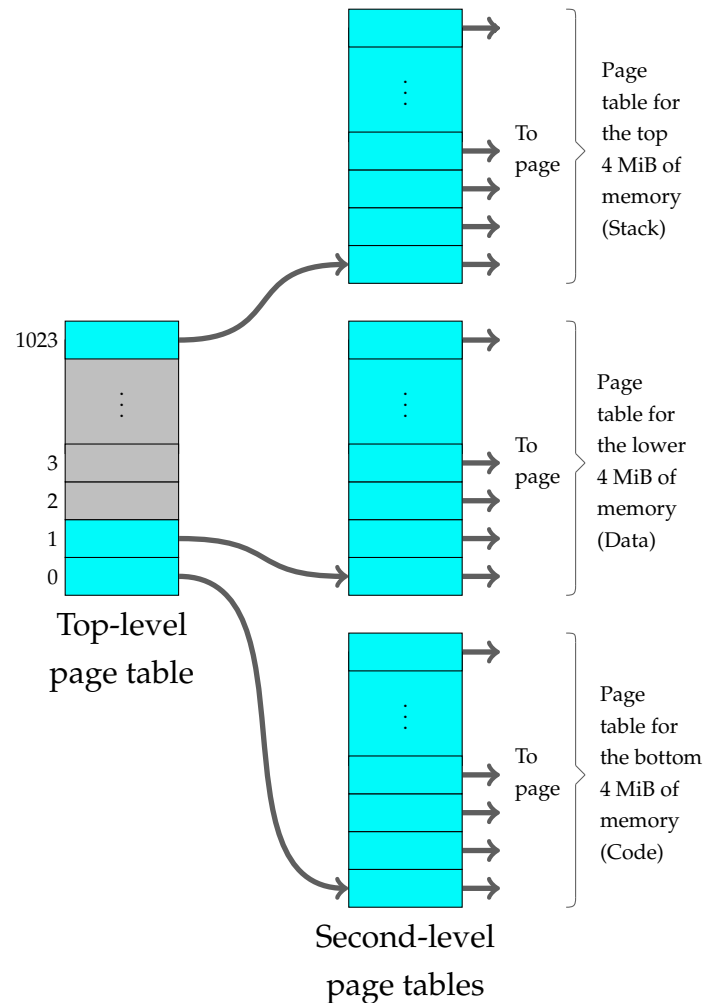 Page
table for
the top
4 MiB of
memory
(Stack)
To
page
1023
⋮
3
2
1
0
Top-level
page table
⋮
⋮
To
page
Page
table for
the lower
4 MiB of
memory
(Data)
⋮
To
page
Page
table for
the bottom
4 MiB of
memory
(Code)
Second-level
page tables